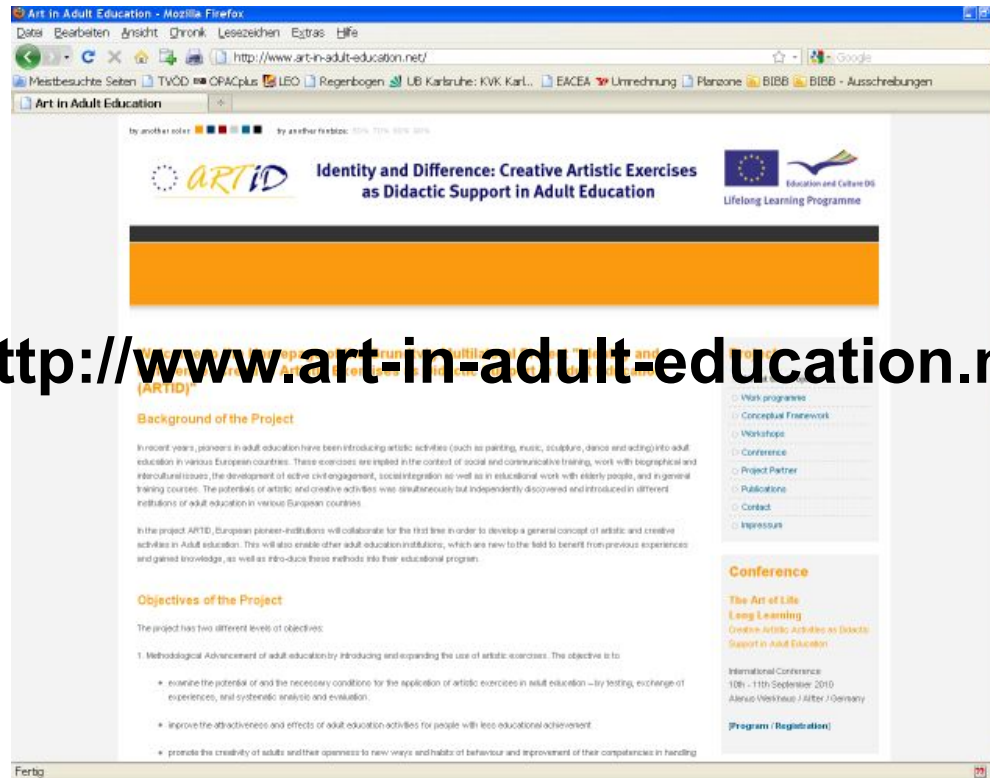 Art in Adult Education - Mozilla Firefox
Datei Bearbeiten Ansicht Chronik Lesezeichen Extras Hilfe
http://www.art-in-adult-education.net/ Google
Meistbesuchte Seiten TVÖD OPACplus LEO Regenbogen UB Karlsruhe: KVK Karl... EACEA Umrechnung Planzone BIBB BIBB - Ausschreibungen
Art in Adult Education
try another color: try another fontsize: 60% 70% 80% 90%
ARTiD
Identity and Difference: Creative Artistic Exercises
as Didactic Support in Adult Education
Education and Culture DG
Lifelong Learning Programme
ttp://www.art-in-adult-education.n
(ARTID)"
Background of the Project
In recent years, pioneers in adult education have been introducing artistic activities (such as painting, music, sculpture, dance and acting) into adult
education in various European countries. These exercises are implied in the context of social and communicative training, work with biographical and
intercultural issues, the development of active civil engagement, social integration as well as in educational work with elderly people, and in general
training courses. The potentials of artistic and creative activities was simultaneously but independently discovered and introduced in different
institutions of adult education in various European countries.
In the project ARTID, European pioneer-institutions will collaborate for the first time in order to develop a general concept of artistic and creative
activities in Adult education. This will also enable other adult education institutions, which are new to the field to benefit from previous experiences
and gained knowledge, as well as intro-duce these methods into their educational program.
Objectives of the Project
The project has two different levels of objectives:
1. Methodological Advancement of adult education by introducing and expanding the use of artistic exercises. The objective is to
examine the potential of and the necessary conditions for the application of artistic exercises in adult education – by testing, exchange of
experiences, and systematic analysis and evaluation.
improve the attractiveness and effects of adult education activities for people with less educational achievement.
promote the creativity of adults and their openness to new ways and habits of behaviour and improvement of their competencies in handling
Work programme
Conceptual Framework
Workshops
Conference
Project Partner
Publications
Contact
Impressum
Conference
The Art of Life
Long Learning
Creative Artistic Activities as Didactic
Support in Adult Education
International Conference
10th - 11th September 2010
Alanus Werkhaus / Alfter / Germany
[Program / Registration]
Fertig